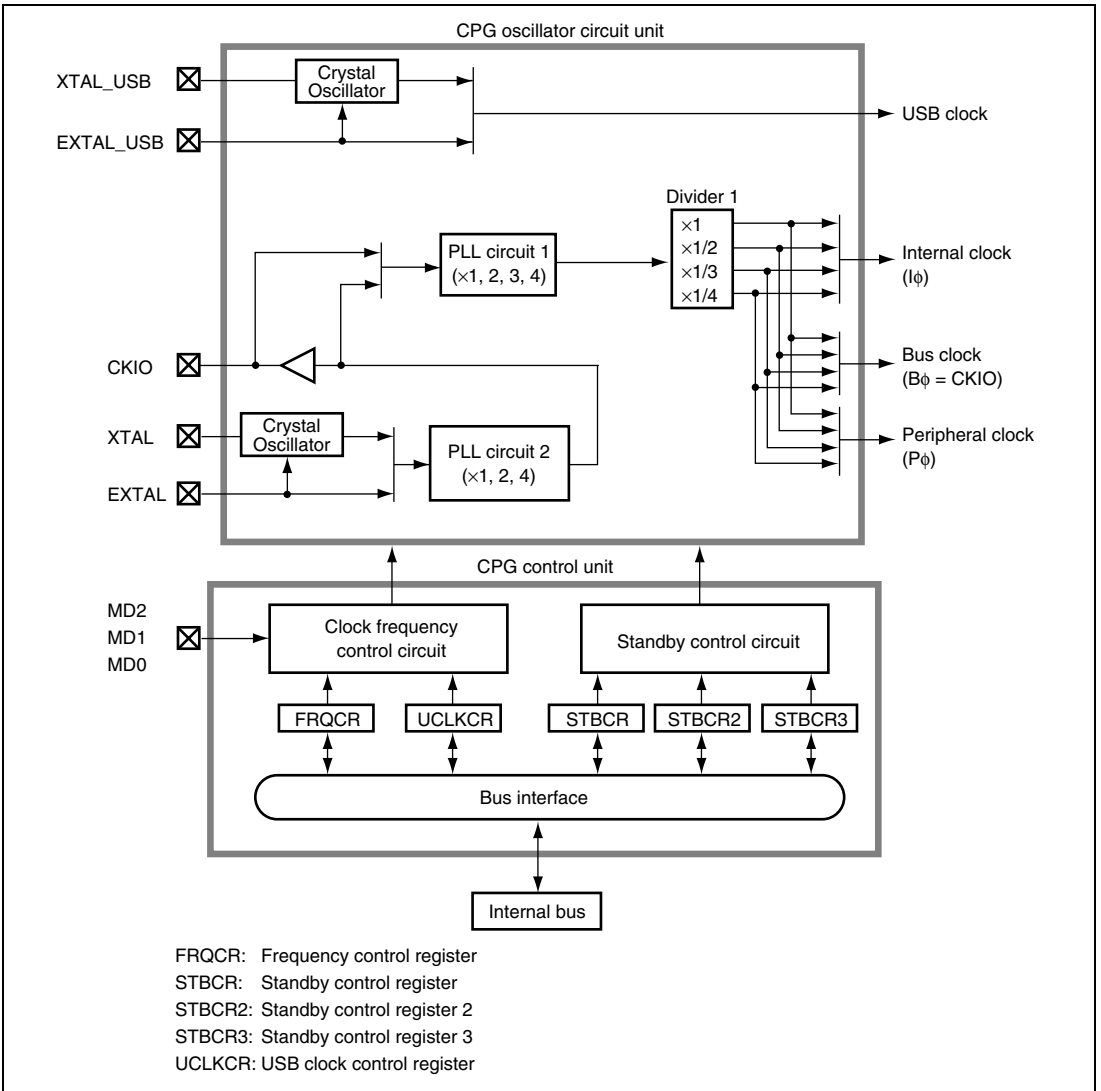 CPG oscillator circuit unit
XTAL_USB
Crystal
Oscillator
EXTAL_USB
USB clock
Divider 1
×1
×1/2
×1/3
×1/4
PLL circuit 1
(×1, 2, 3, 4)
Internal clock
(Iϕ)
CKIO
Bus clock
(Bϕ = CKIO)
XTAL
Crystal
Oscillator
PLL circuit 2
(×1, 2, 4)
Peripheral clock
(Pϕ)
EXTAL
CPG control unit
MD2
MD1
MD0
Clock frequency
control circuit
Standby control circuit
FRQCR
UCLKCR
STBCR
STBCR2
STBCR3
Bus interface
Internal bus
FRQCR: Frequency control register
STBCR: Standby control register
STBCR2: Standby control register 2
STBCR3: Standby control register 3
UCLKCR: USB clock control register